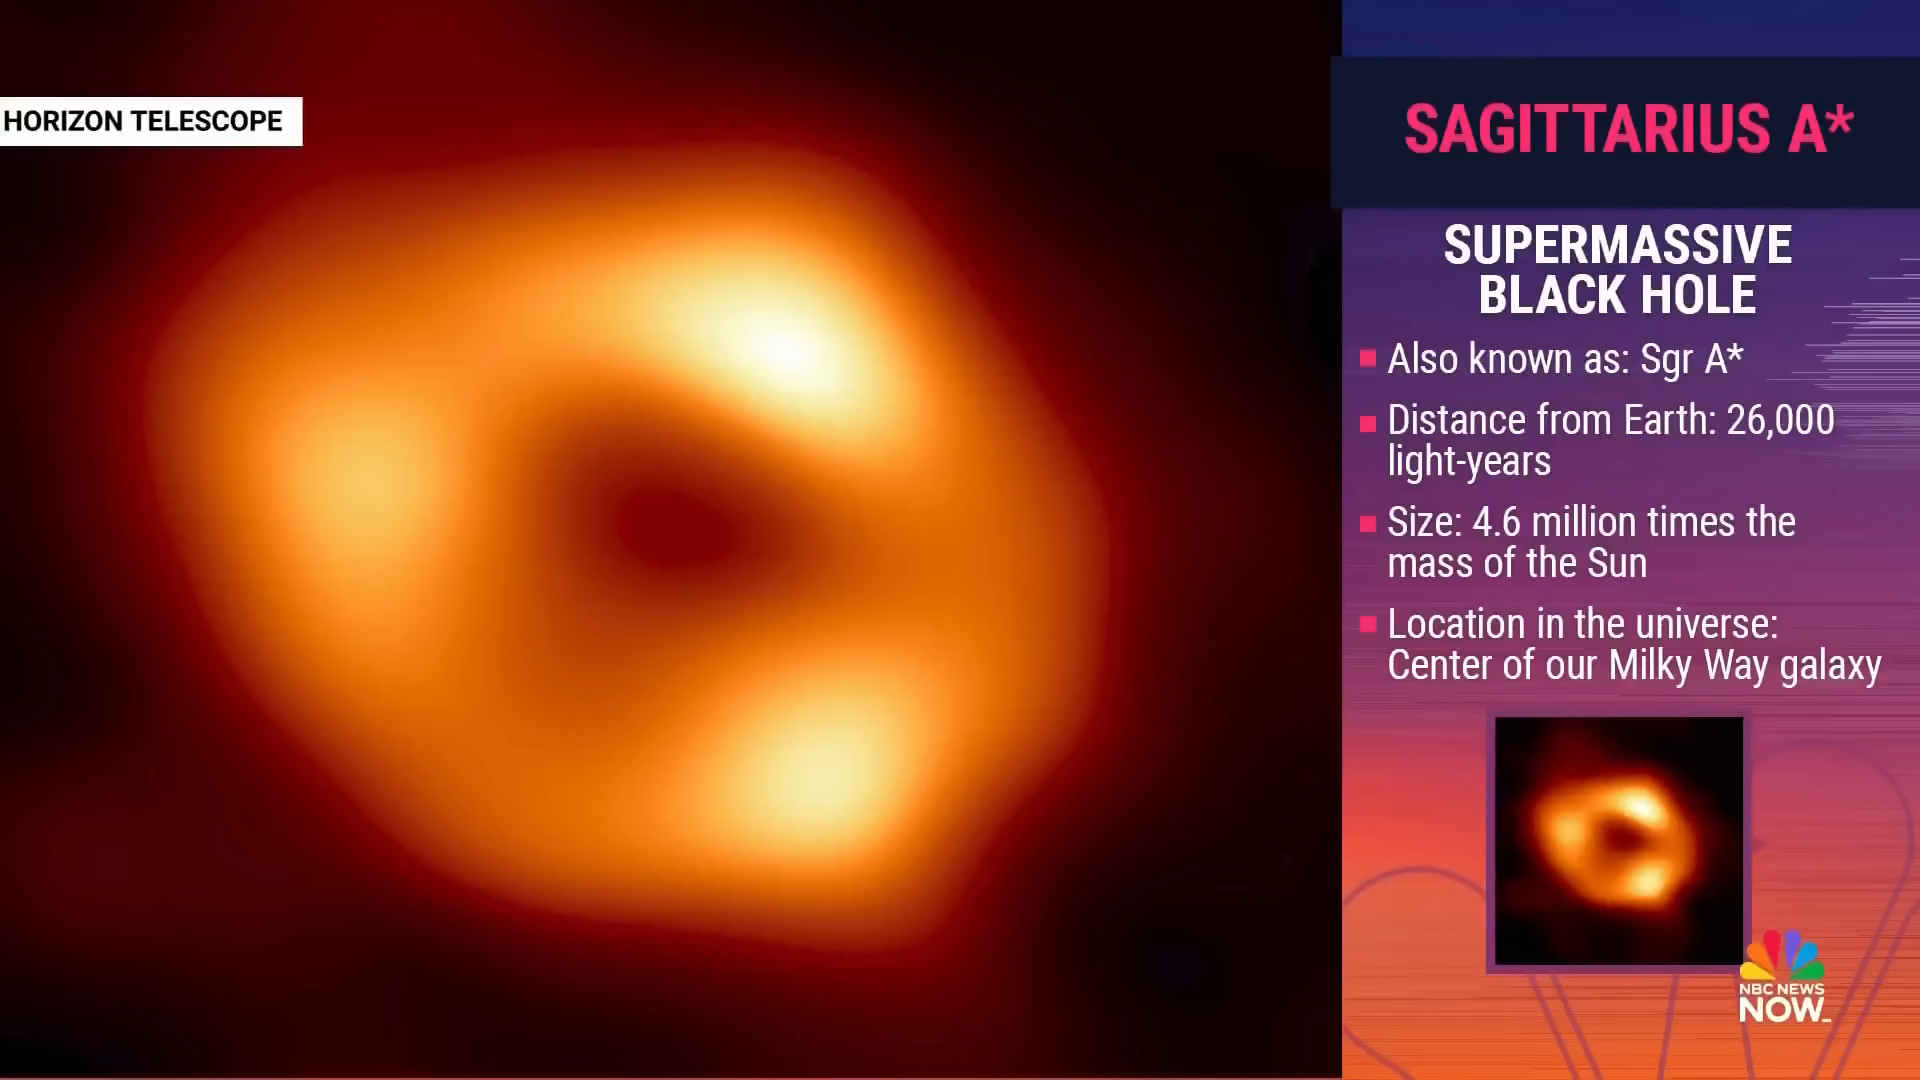 HORIZON TELESCOPE
SAGITTARIUS A*
SUPERMASSIVE
BLACK HOLE
Also known as: Sgr A*
Distance from Earth: 26,000
light-years
Size: 4.6 million times the
mass of the Sun
Location in the universe:
Center of our Milky Way galaxy
NBC NEWS
NOW_